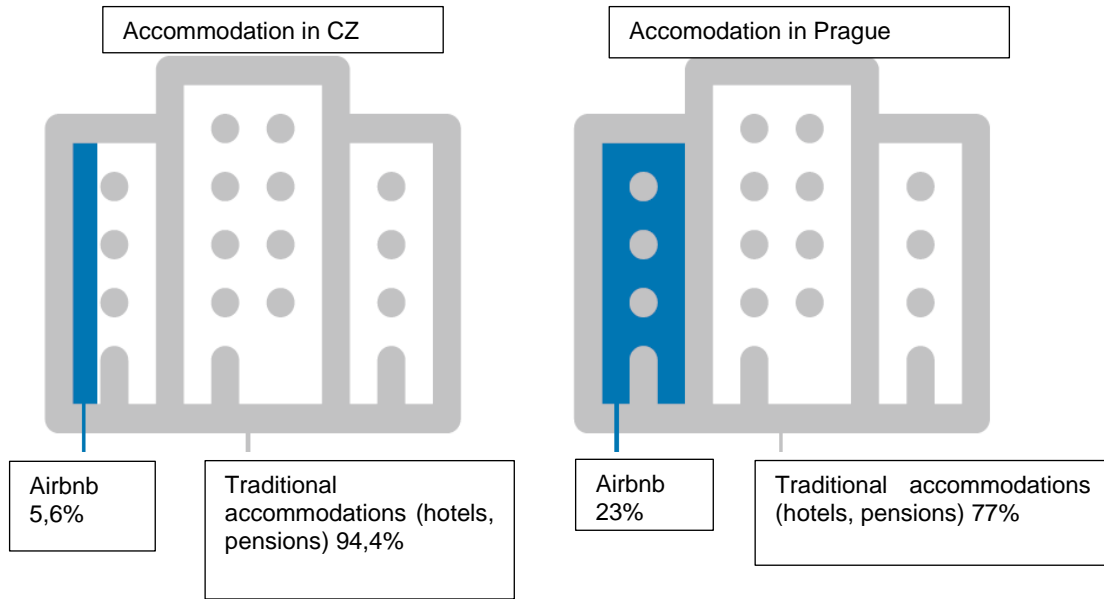 Accommodation in CZ
Accomodation in Prague
Airbnb
5,6%
Traditional
accommodations (hotels,
pensions) 94,4%
Airbnb
23%
Traditional accommodations
(hotels, pensions) 77%